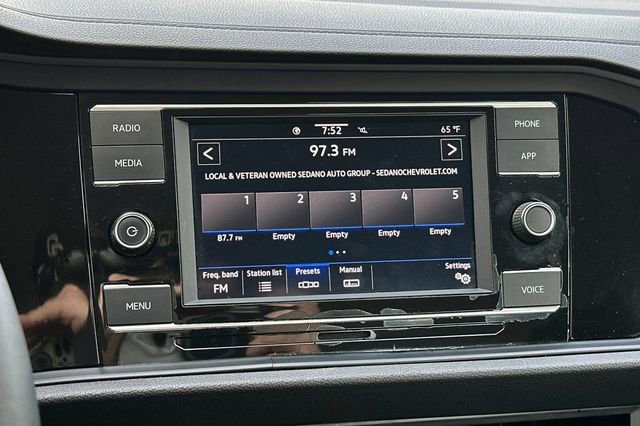 RADIO
MEDIA
MENU
7:52
65 °F
97.3 FM
LOCAL & VETERAN OWNED SEDANO AUTO GROUP - SEDANOCHEVROLET.COM
1 2 3 4 5
87.7 FM Empty Empty Empty Empty
Freq. band Station list Presets Manual Settings
FM
PHONE
APP
VOICE